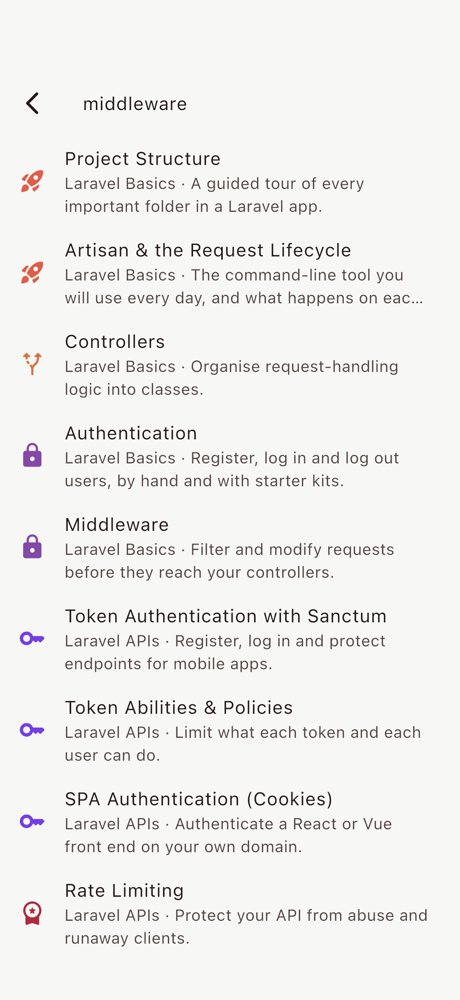 middleware
Project Structure
Laravel Basics · A guided tour of every
important folder in a Laravel app.
Artisan & the Request Lifecycle
Laravel Basics · The command-line tool you
will use every day, and what happens on eac…
Controllers
Laravel Basics · Organise request-handling
logic into classes.
Authentication
Laravel Basics · Register, log in and log out
users, by hand and with starter kits.
Middleware
Laravel Basics · Filter and modify requests
before they reach your controllers.
Token Authentication with Sanctum
Laravel APIs · Register, log in and protect
endpoints for mobile apps.
Token Abilities & Policies
Laravel APIs · Limit what each token and each
user can do.
SPA Authentication (Cookies)
Laravel APIs · Authenticate a React or Vue
front end on your own domain.
Rate Limiting
Laravel APIs · Protect your API from abuse and
runaway clients.